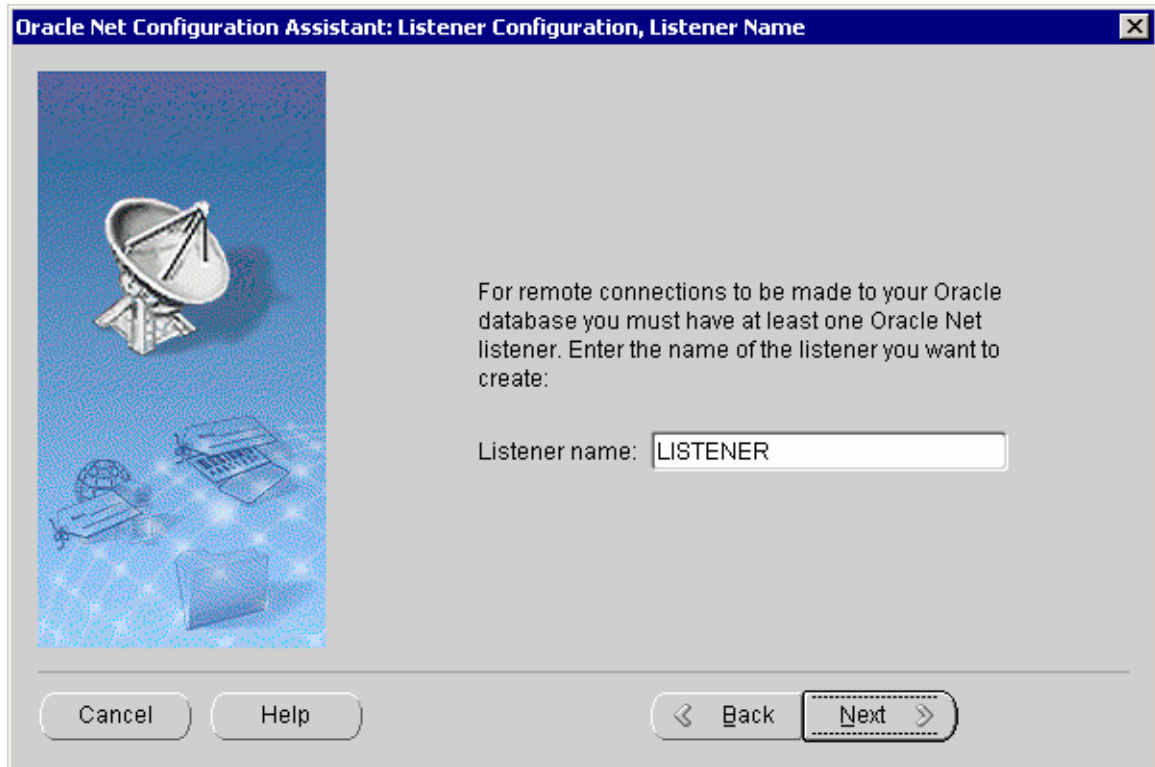 Oracle Net Configuration Assistant: Listener Configuration, Listener Name
For remote connections to be made to your Oracle
database you must have at least one Oracle Net
listener. Enter the name of the listener you want to
create:
Listener name: LISTENER
Cancel Help Back Next